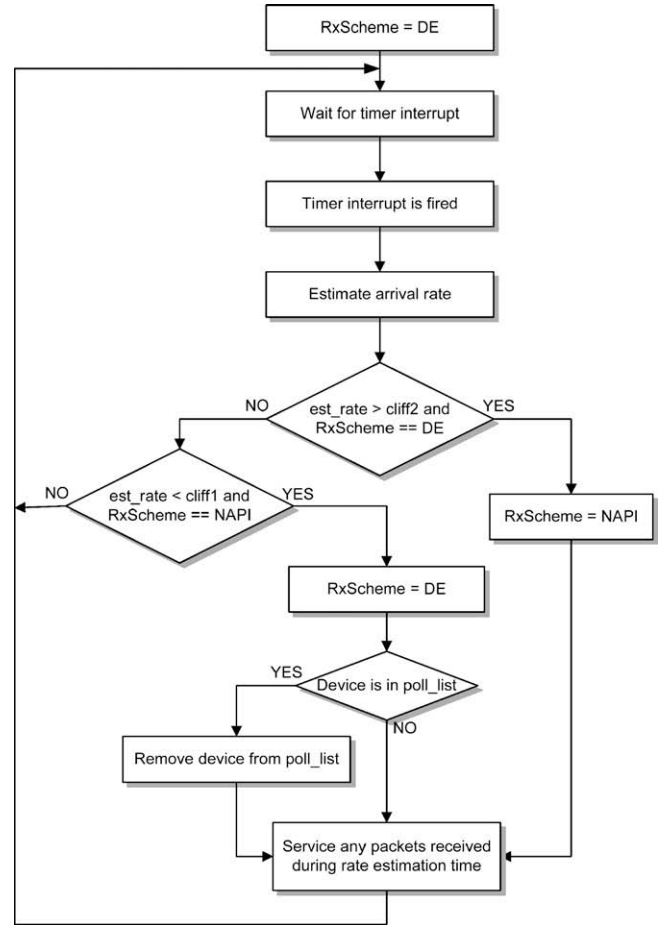 RxScheme = DE
Wait for timer interrupt
Timer interrupt is fired
Estimate arrival rate
NO
est_rate > cliff2 and
RxScheme == DE
YES
NO
est_rate < cliff1 and
RxScheme == NAPI
YES
RxScheme = NAPI
RxScheme = DE
YES
Device is in poll_list
NO
Remove device from poll_list
Service any packets received
during rate estimation time